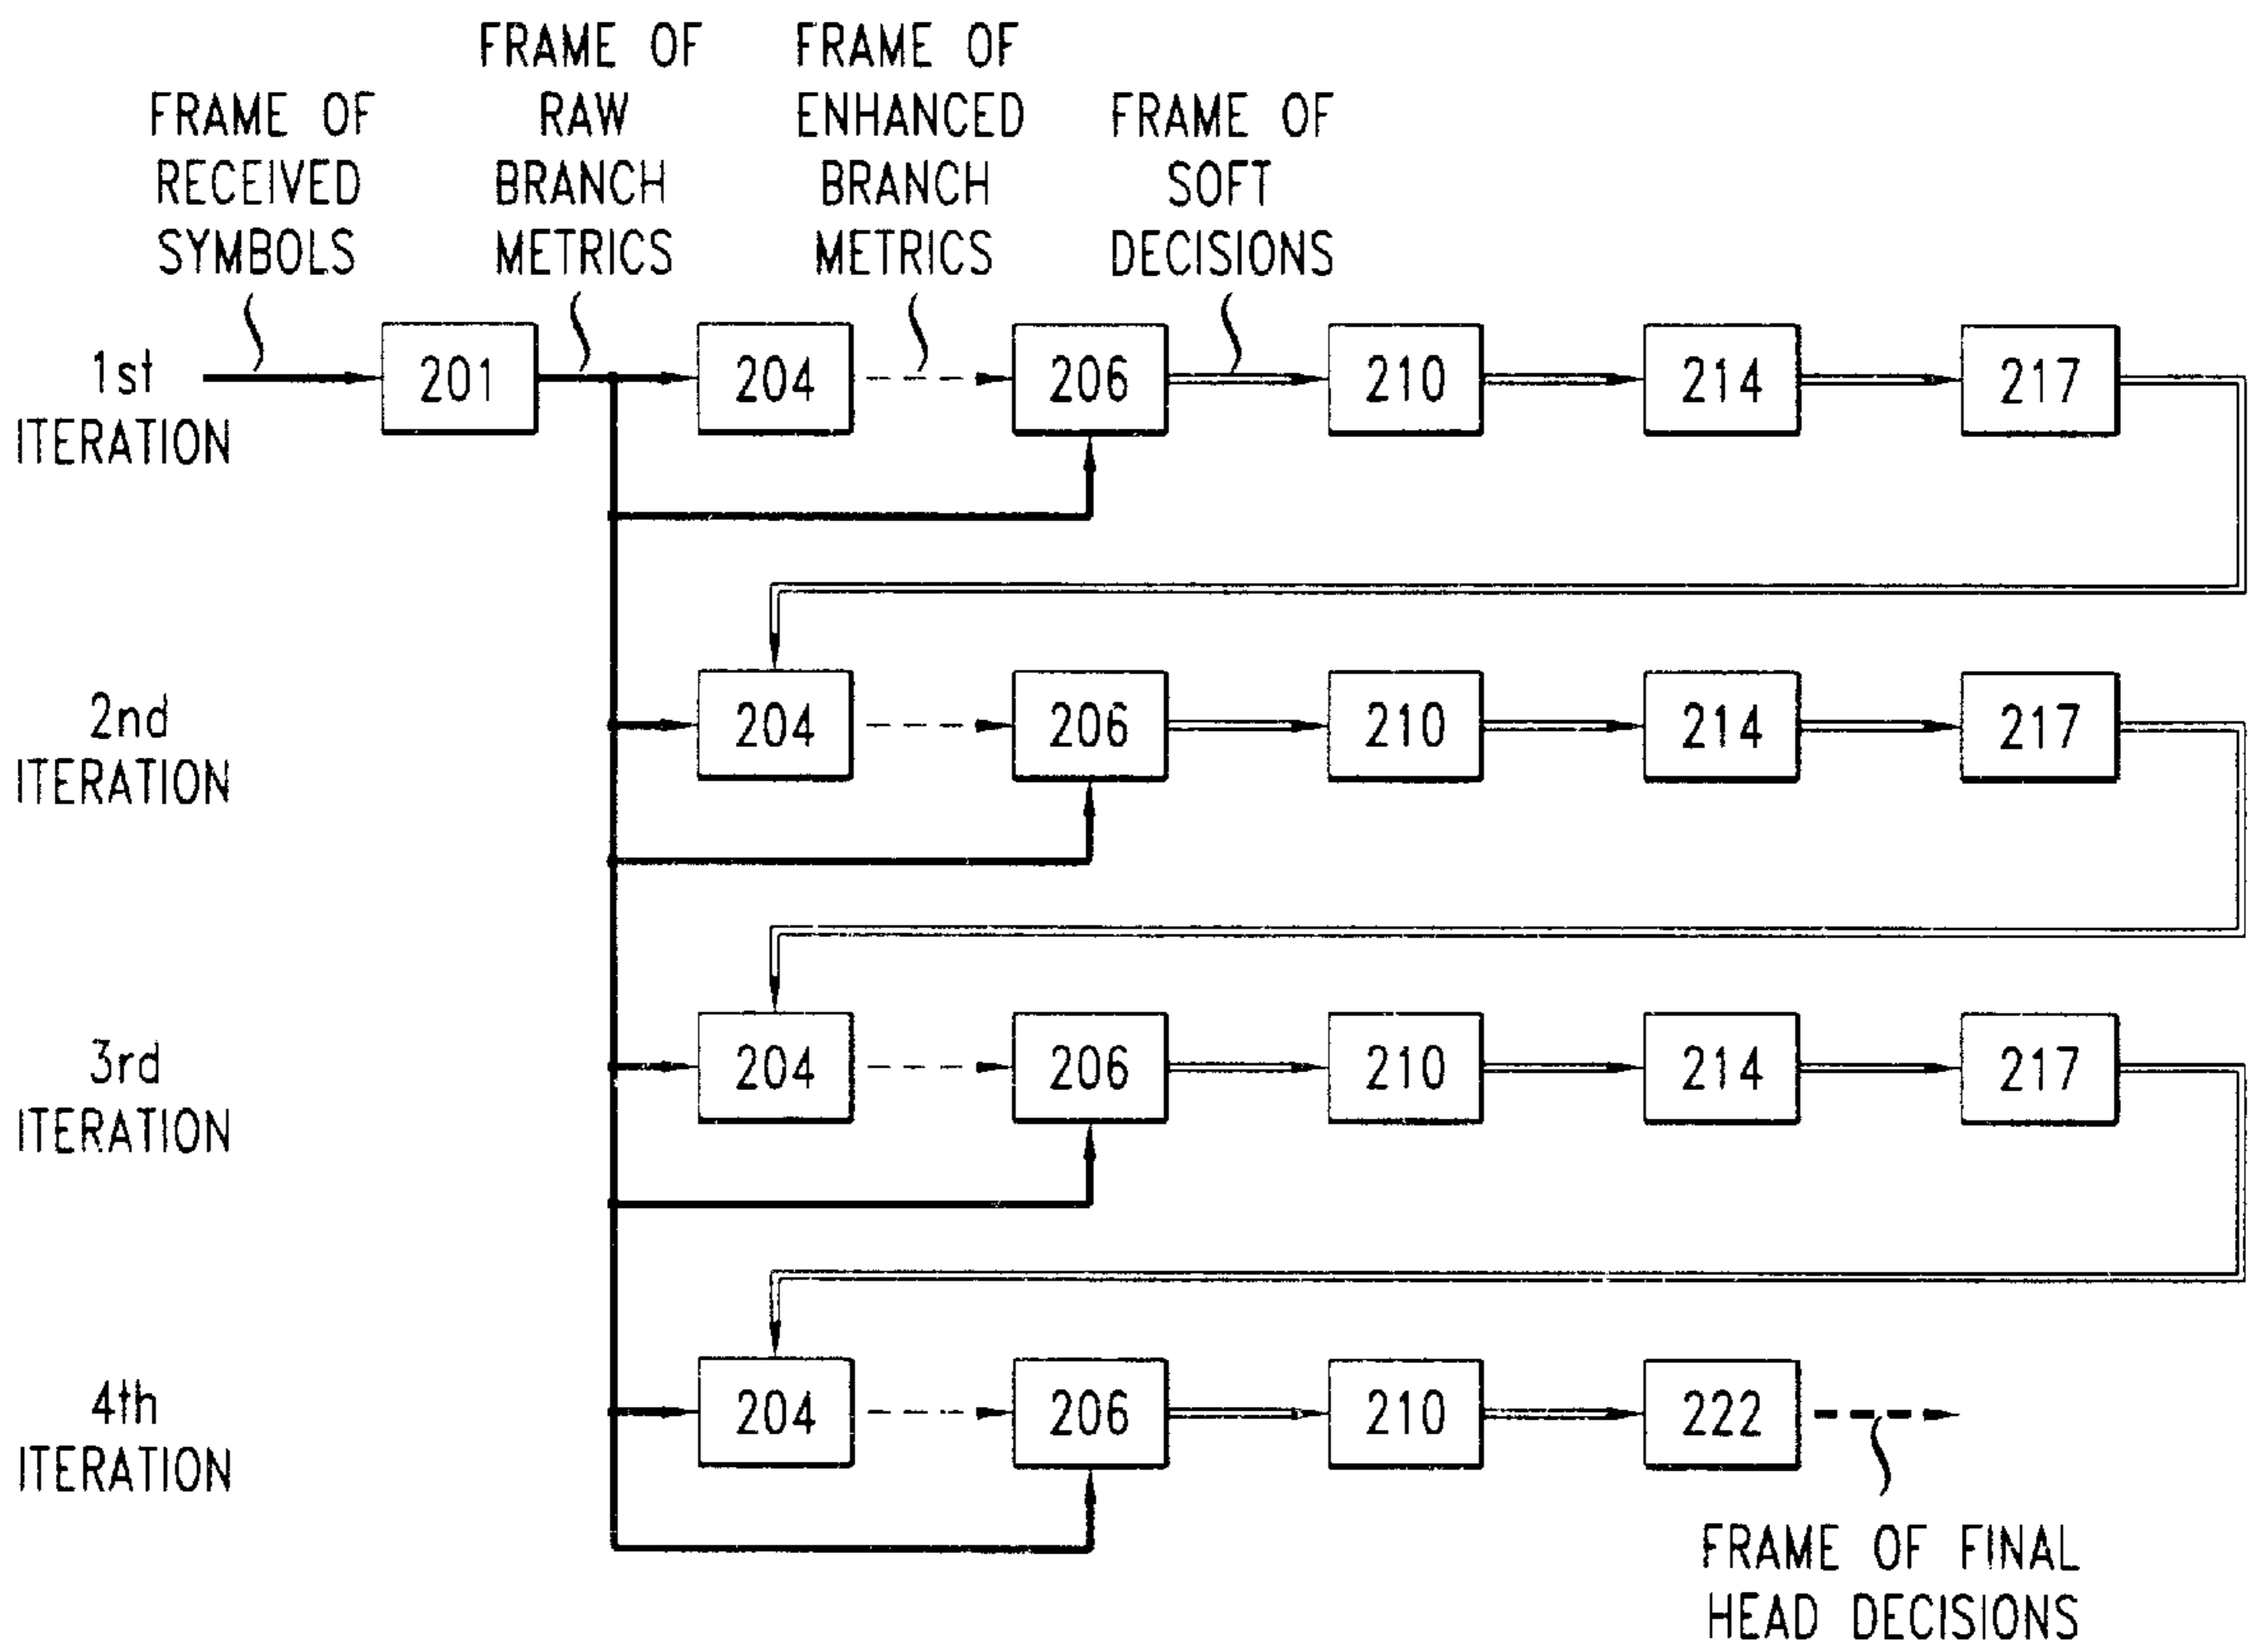 FRAME OF
RECEIVED
SYMBOLS
FRAME OF
RAW
BRANCH
METRICS
FRAME OF
ENHANCED
BRANCH
METRICS
FRAME OF
SOFT
DECISIONS
1st
ITERATION
201
204
206
210
214
217
2nd
ITERATION
204
206
210
214
217
3rd
ITERATION
204
206
210
214
217
4th
ITERATION
204
206
210
222
FRAME OF FINAL
HEAD DECISIONS